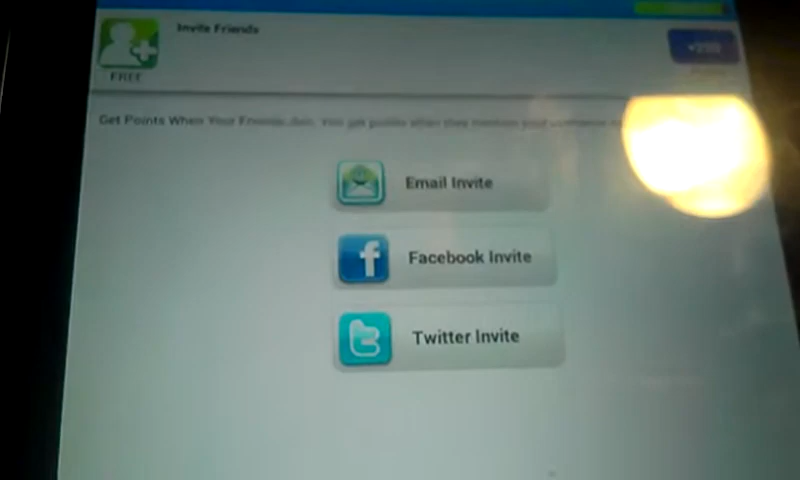 Invite Friends
FREE
Get Points When Your Friends Join. You get points when they mention your
Email Invite
Facebook Invite
Twitter Invite